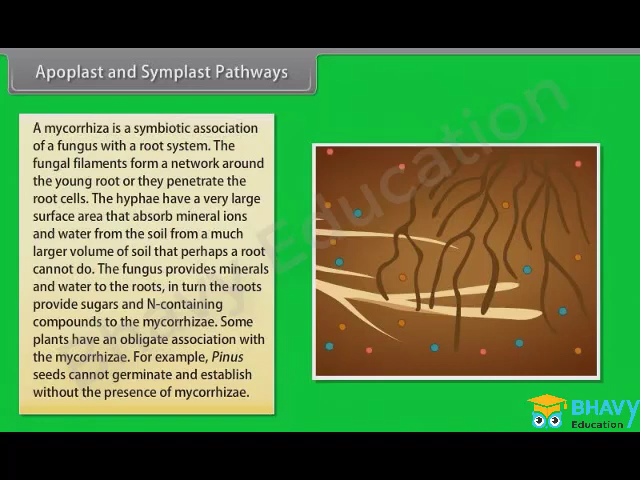 Apoplast and Symplast Pathways
A mycorrhiza is a symbiotic association
of a fungus with a root system. The
fungal filaments form a network around
the young root or they penetrate the
root cells. The hyphae have a very large
surface area that absorb mineral ions
and water from the soil from a much
larger volume of soil that perhaps a root
cannot do. The fungus provides minerals
and water to the roots, in turn the roots
provide sugars and N-containing
compounds to the mycorrhizae. Some
plants have an obligate association with
the mycorrhizae. For example, Pinus
seeds cannot germinate and establish
without the presence of mycorrhizae.
Bhavy Education
BHAVY
Education